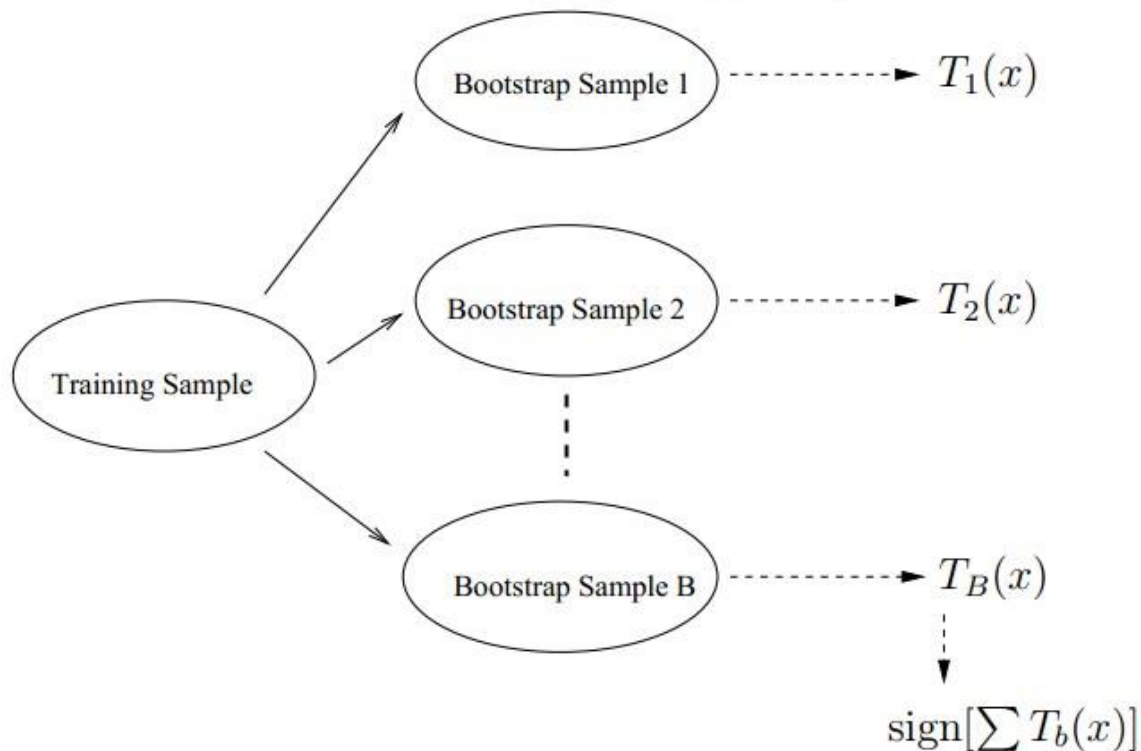 Bootstrap Sample 1
T_1(x)
Bootstrap Sample 2
T_2(x)
Training Sample
Bootstrap Sample B
T_B(x)
sign[∑ T_b(x)]